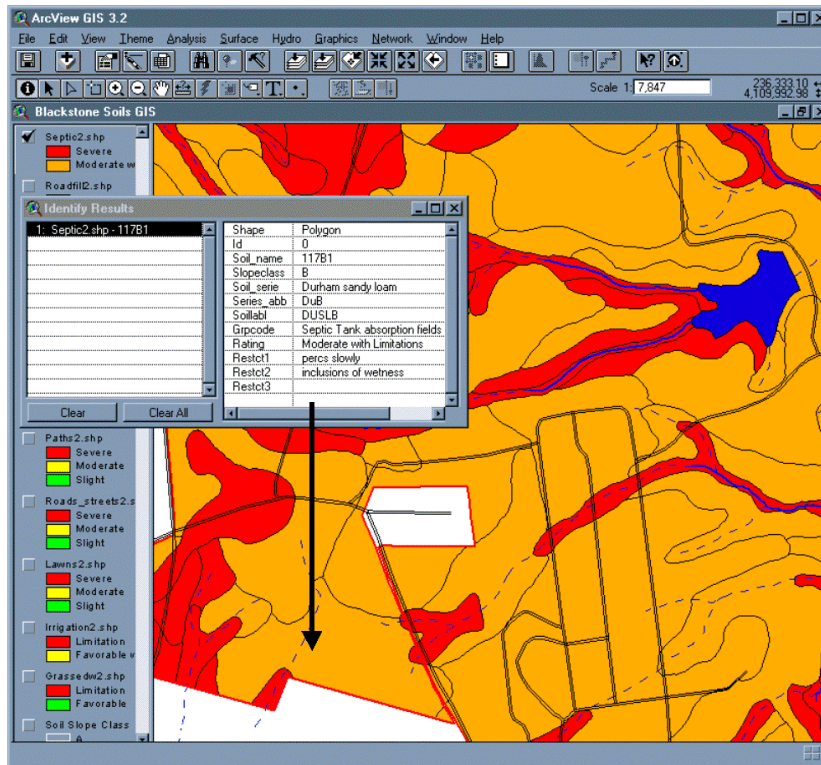 ArcView GIS 3.2
File Edit View Theme Analysis Surface Hydro Graphics Network Window Help
Scale 1: 7,847
236,333.10
4,109,992.98
Blackstone Soils GIS
Septic2.shp
Severe
Moderate w
Roadfill2.shp
Identify Results
1: Septic2.shp - 117B1
Shape Polygon
Id 0
Soil_name 117B1
Slopeclass B
Soil_serie Durham sandy loam
Series_abb DuB
Soillabl DUSLB
Grpcode Septic Tank absorption fields
Rating Moderate with Limitations
Restct1 percs slowly
Restct2 inclusions of wetness
Restct3
Clear Clear All
Paths2.shp
Severe
Moderate
Slight
Roads_streets2.s
Severe
Moderate
Slight
Lawns2.shp
Severe
Moderate
Slight
Irrigation2.shp
Limitation
Favorable w
Grassedw2.shp
Limitation
Favorable
Soil Slope Class
A